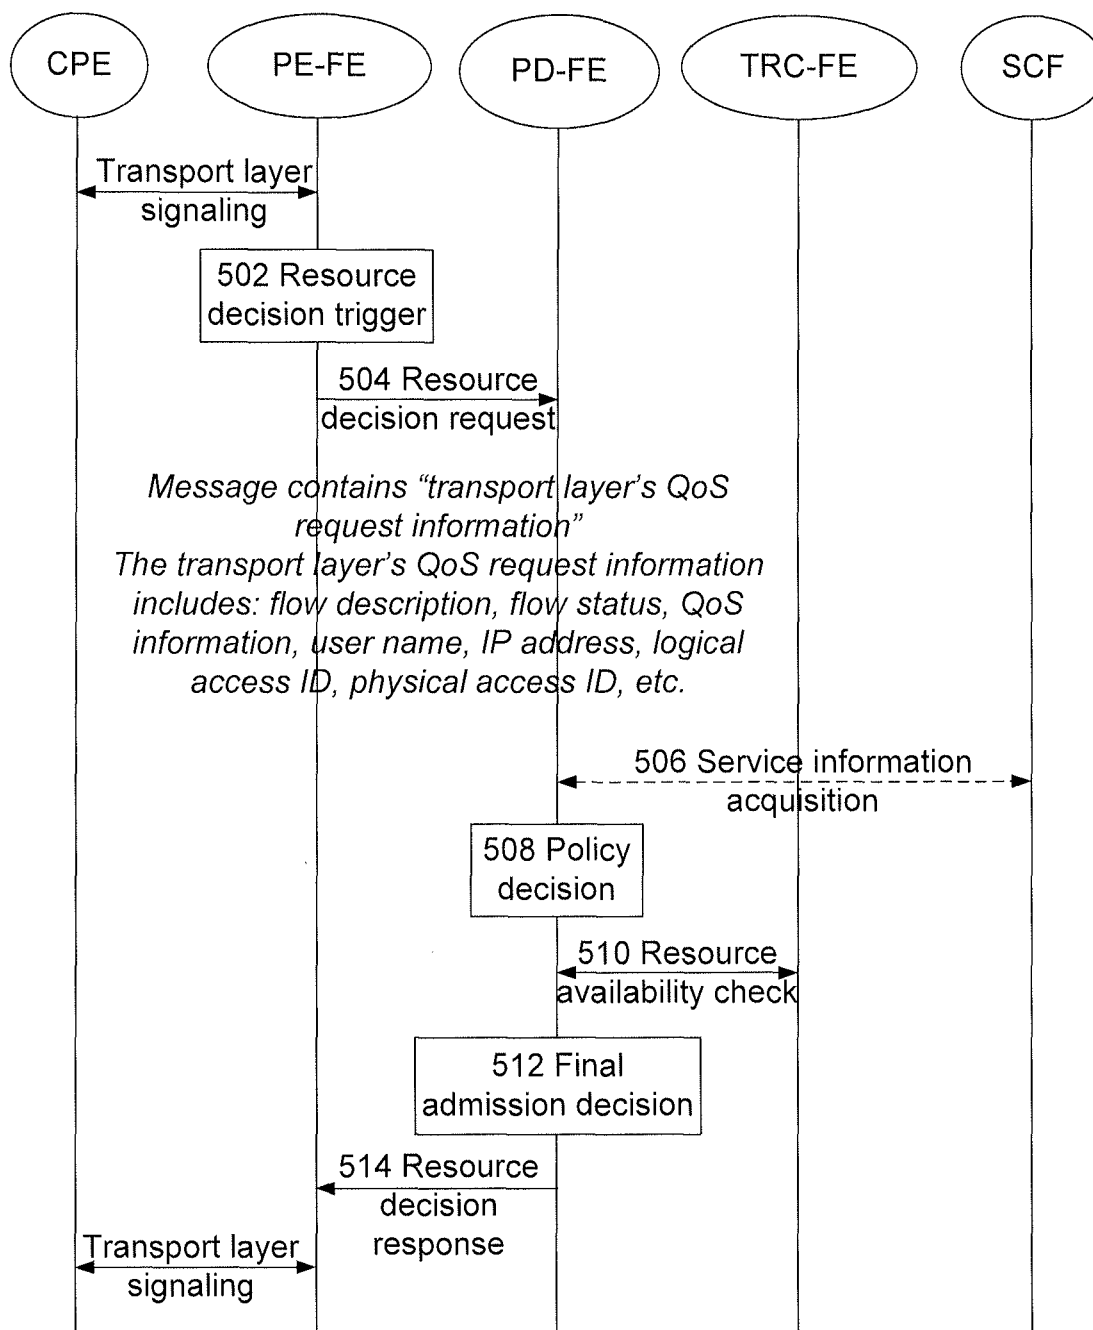 CPE
PE-FE
PD-FE
TRC-FE
SCF
Transport layer
signaling
502 Resource
decision trigger
504 Resource
decision request
Message contains “transport layer’s QoS
request information”
The transport layer’s QoS request information
includes: flow description, flow status, QoS
information, user name, IP address, logical
access ID, physical access ID, etc.
506 Service information
acquisition
508 Policy
decision
510 Resource
availability check
512 Final
admission decision
514 Resource
decision
response
Transport layer
signaling